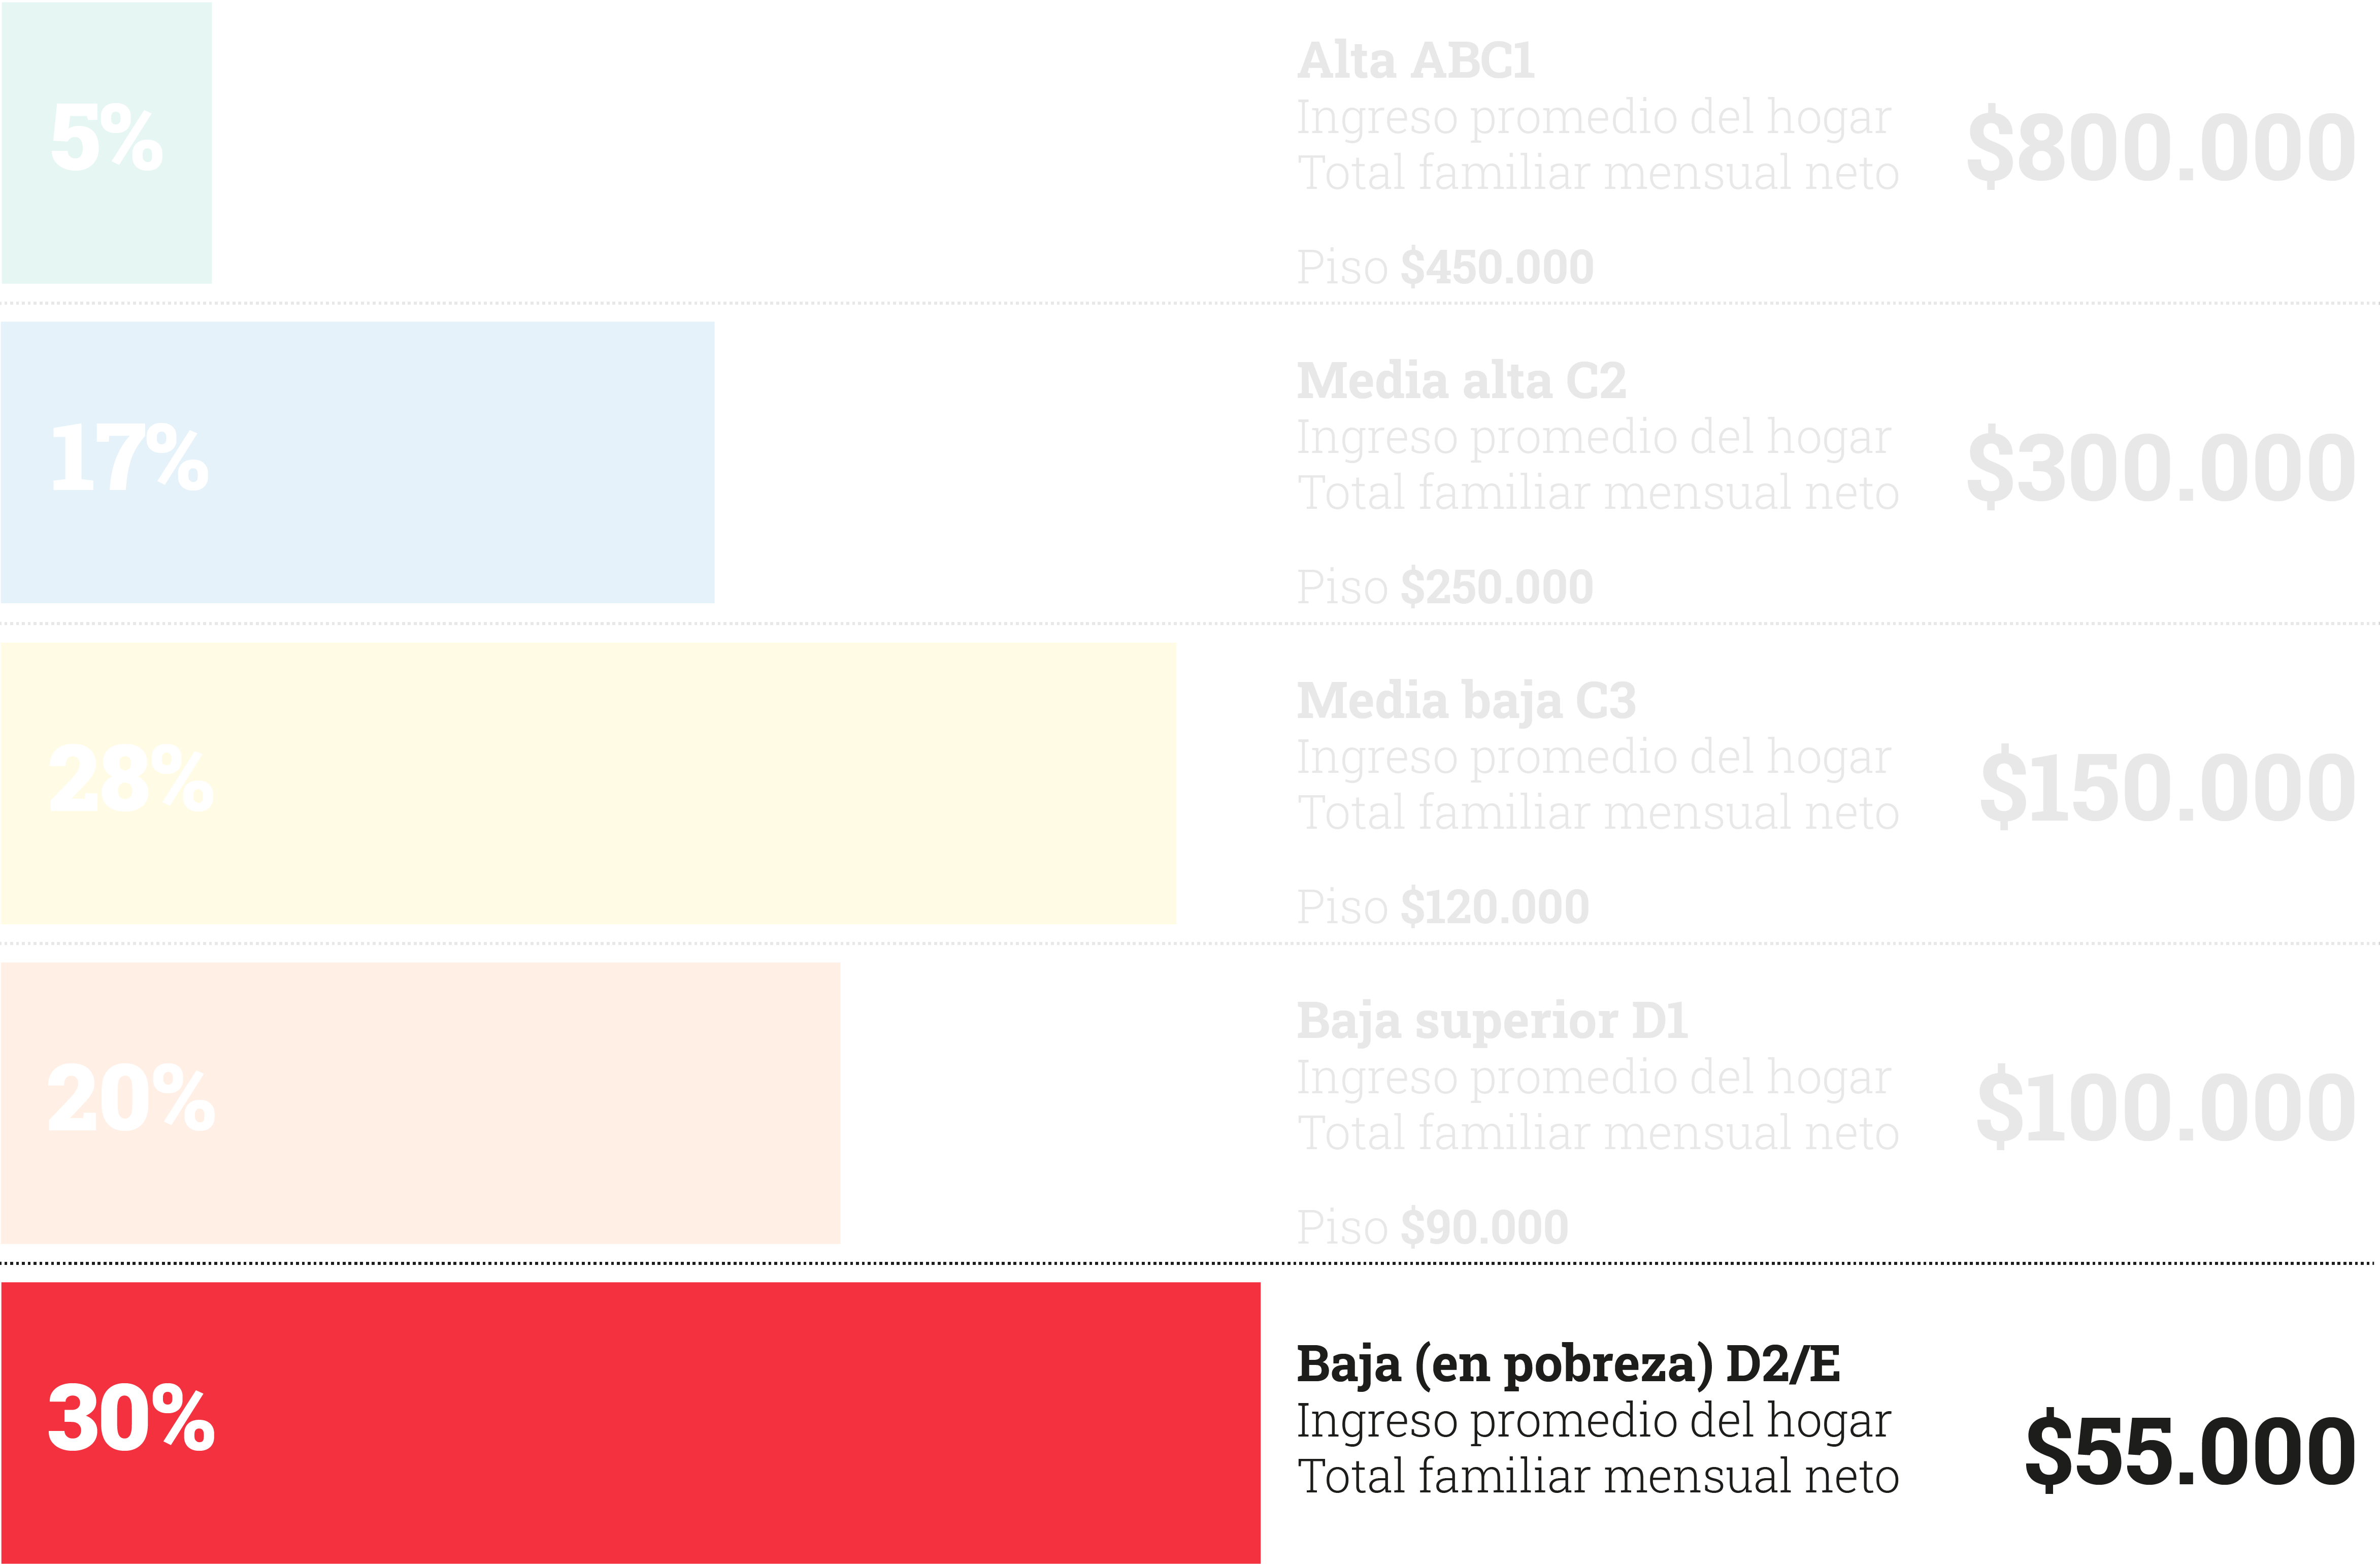 5%
Alta ABC1
Ingreso promedio del hogar
Total familiar mensual neto
$800.000
Piso $450.000
17%
Media alta C2
Ingreso promedio del hogar
Total familiar mensual neto
$300.000
Piso $250.000
28%
Media baja C3
Ingreso promedio del hogar
Total familiar mensual neto
$150.000
Piso $120.000
20%
Baja superior D1
Ingreso promedio del hogar
Total familiar mensual neto
$100.000
Piso $90.000
30%
Baja (en pobreza) D2/E
Ingreso promedio del hogar
Total familiar mensual neto
$55.000